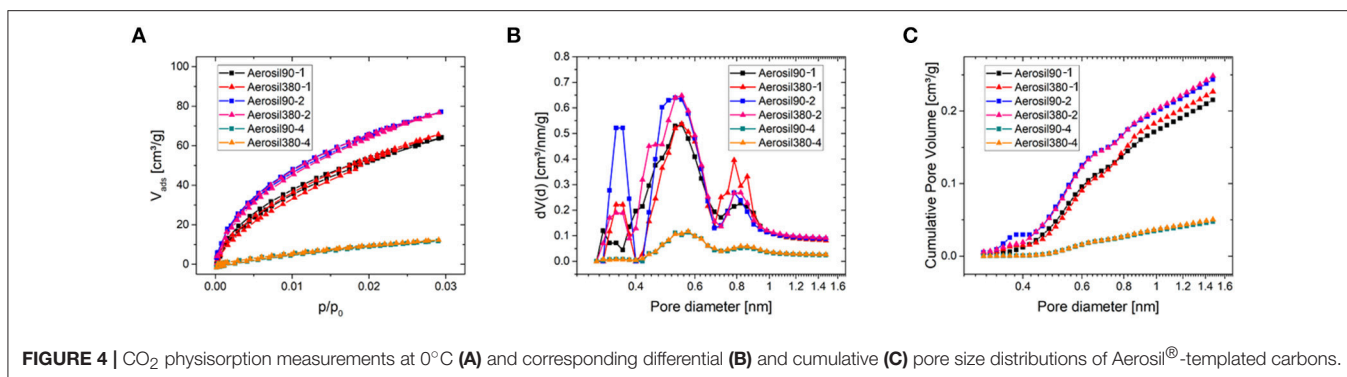 A
B
C
V_ads [cm³/g]
100
80
60
40
20
0
Aerosil90-1
Aerosil380-1
Aerosil90-2
Aerosil380-2
Aerosil90-4
Aerosil380-4
0.00
0.01
0.02
0.03
p/p₀
dV(d) [cm³/nm/g]
0.8
0.7
0.6
0.5
0.4
0.3
0.2
0.1
0.0
Aerosil90-1
Aerosil380-1
Aerosil90-2
Aerosil380-2
Aerosil90-4
Aerosil380-4
0.4
0.6
0.8
1
1.2
1.4 1.6
Pore diameter [nm]
Cumulative Pore Volume [cm³/g]
0.2
0.1
0.0
Aerosil90-1
Aerosil380-1
Aerosil90-2
Aerosil380-2
Aerosil90-4
Aerosil380-4
0.4
0.6
0.8
1
1.2
1.4 1.6
Pore diameter [nm]
FIGURE 4 | CO₂ physisorption measurements at 0°C (A) and corresponding differential (B) and cumulative (C) pore size distributions of Aerosil®-templated carbons.